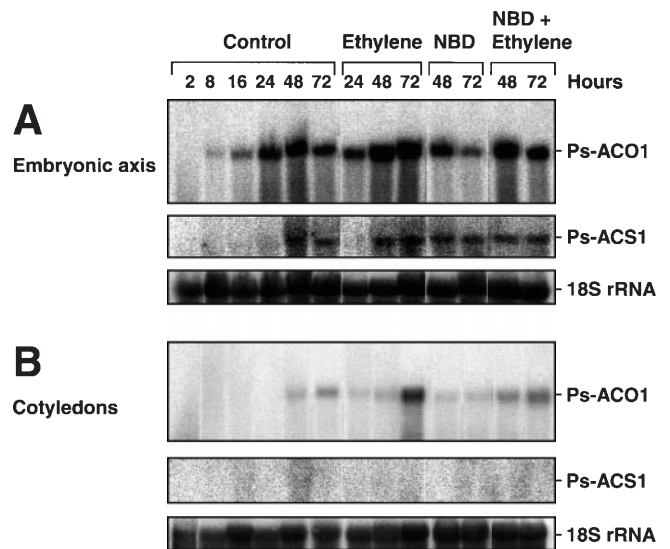 NBD +
Control Ethylene NBD Ethylene
2 8 16 24 48 72 24 48 72 48 72 48 72 Hours
A
Embryonic axis
Ps-ACO1
Ps-ACS1
18S rRNA
B
Cotyledons
Ps-ACO1
Ps-ACS1
18S rRNA